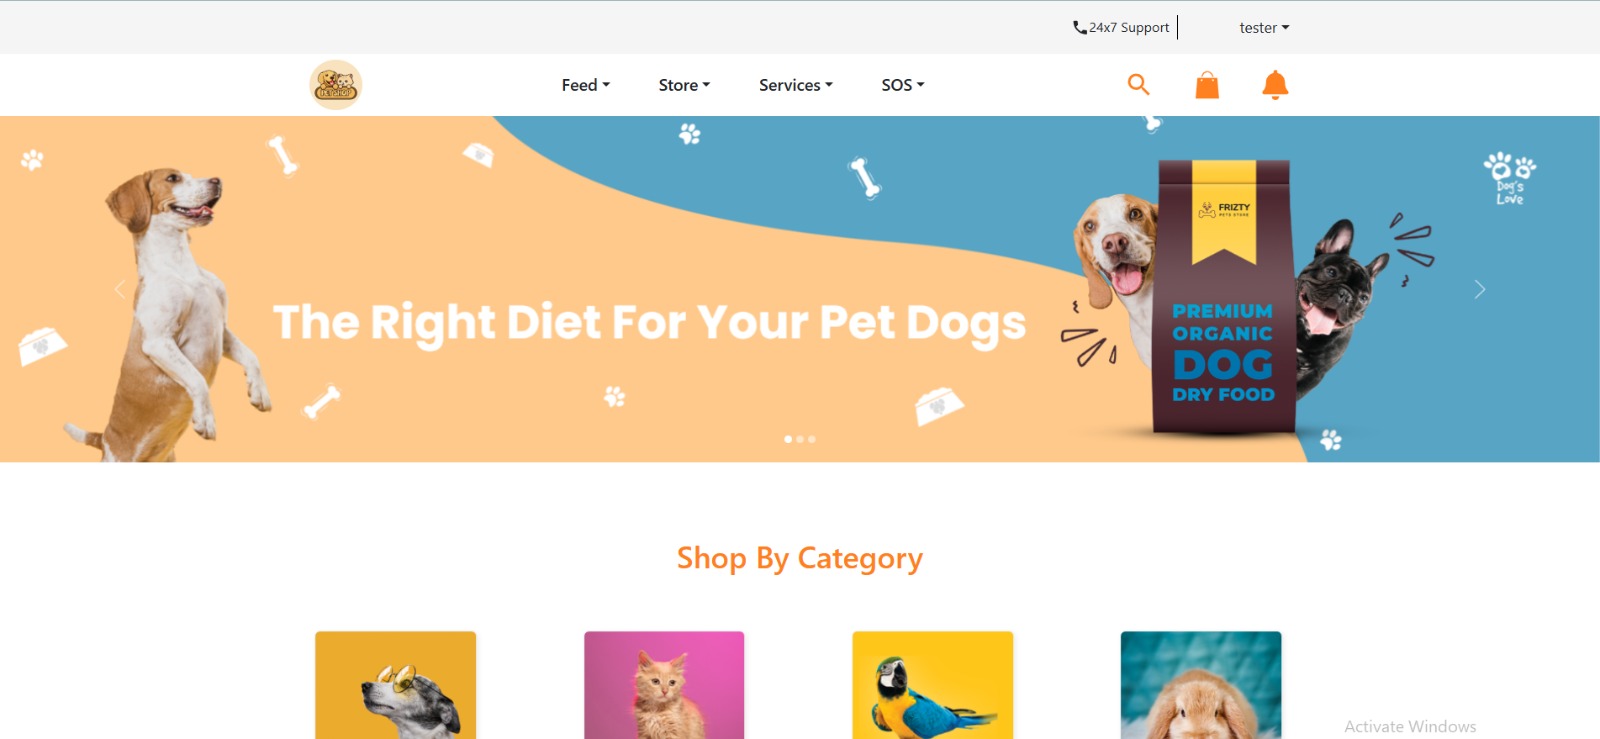 24x7 Support
tester
PETSHOP
Feed
Store
Services
SOS
Dog's
Love
FRIZTY
PETS STORE
The Right Diet For Your Pet Dogs
PREMIUM
ORGANIC
DOG
DRY FOOD
Shop By Category
Activate Windows